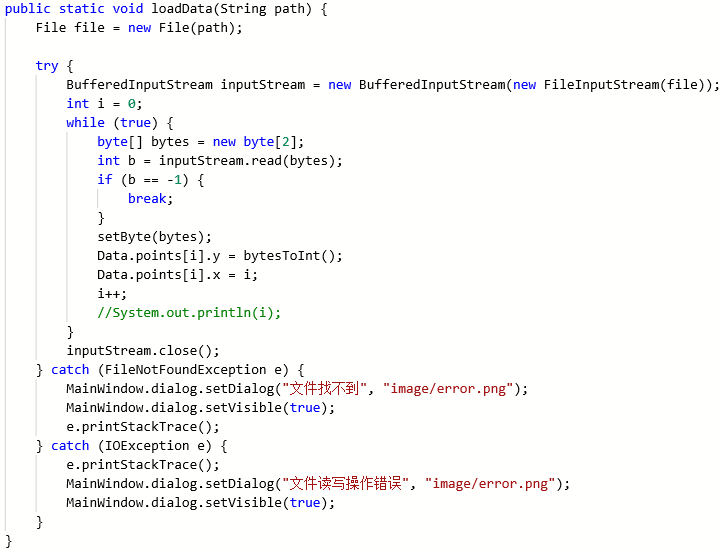 public static void loadData(String path) {
    File file = new File(path);

    try {
        BufferedInputStream inputStream = new BufferedInputStream(new FileInputStream(file));
        int i = 0;
        while (true) {
            byte[] bytes = new byte[2];
            int b = inputStream.read(bytes);
            if (b == -1) {
                break;
            }
            setByte(bytes);
            Data.points[i].y = bytesToInt();
            Data.points[i].x = i;
            i++;
            //System.out.println(i);
        }
        inputStream.close();
    } catch (FileNotFoundException e) {
        MainWindow.dialog.setDialog("文件找不到", "image/error.png");
        MainWindow.dialog.setVisible(true);
        e.printStackTrace();
    } catch (IOException e) {
        e.printStackTrace();
        MainWindow.dialog.setDialog("文件读写操作错误", "image/error.png");
        MainWindow.dialog.setVisible(true);
    }
}